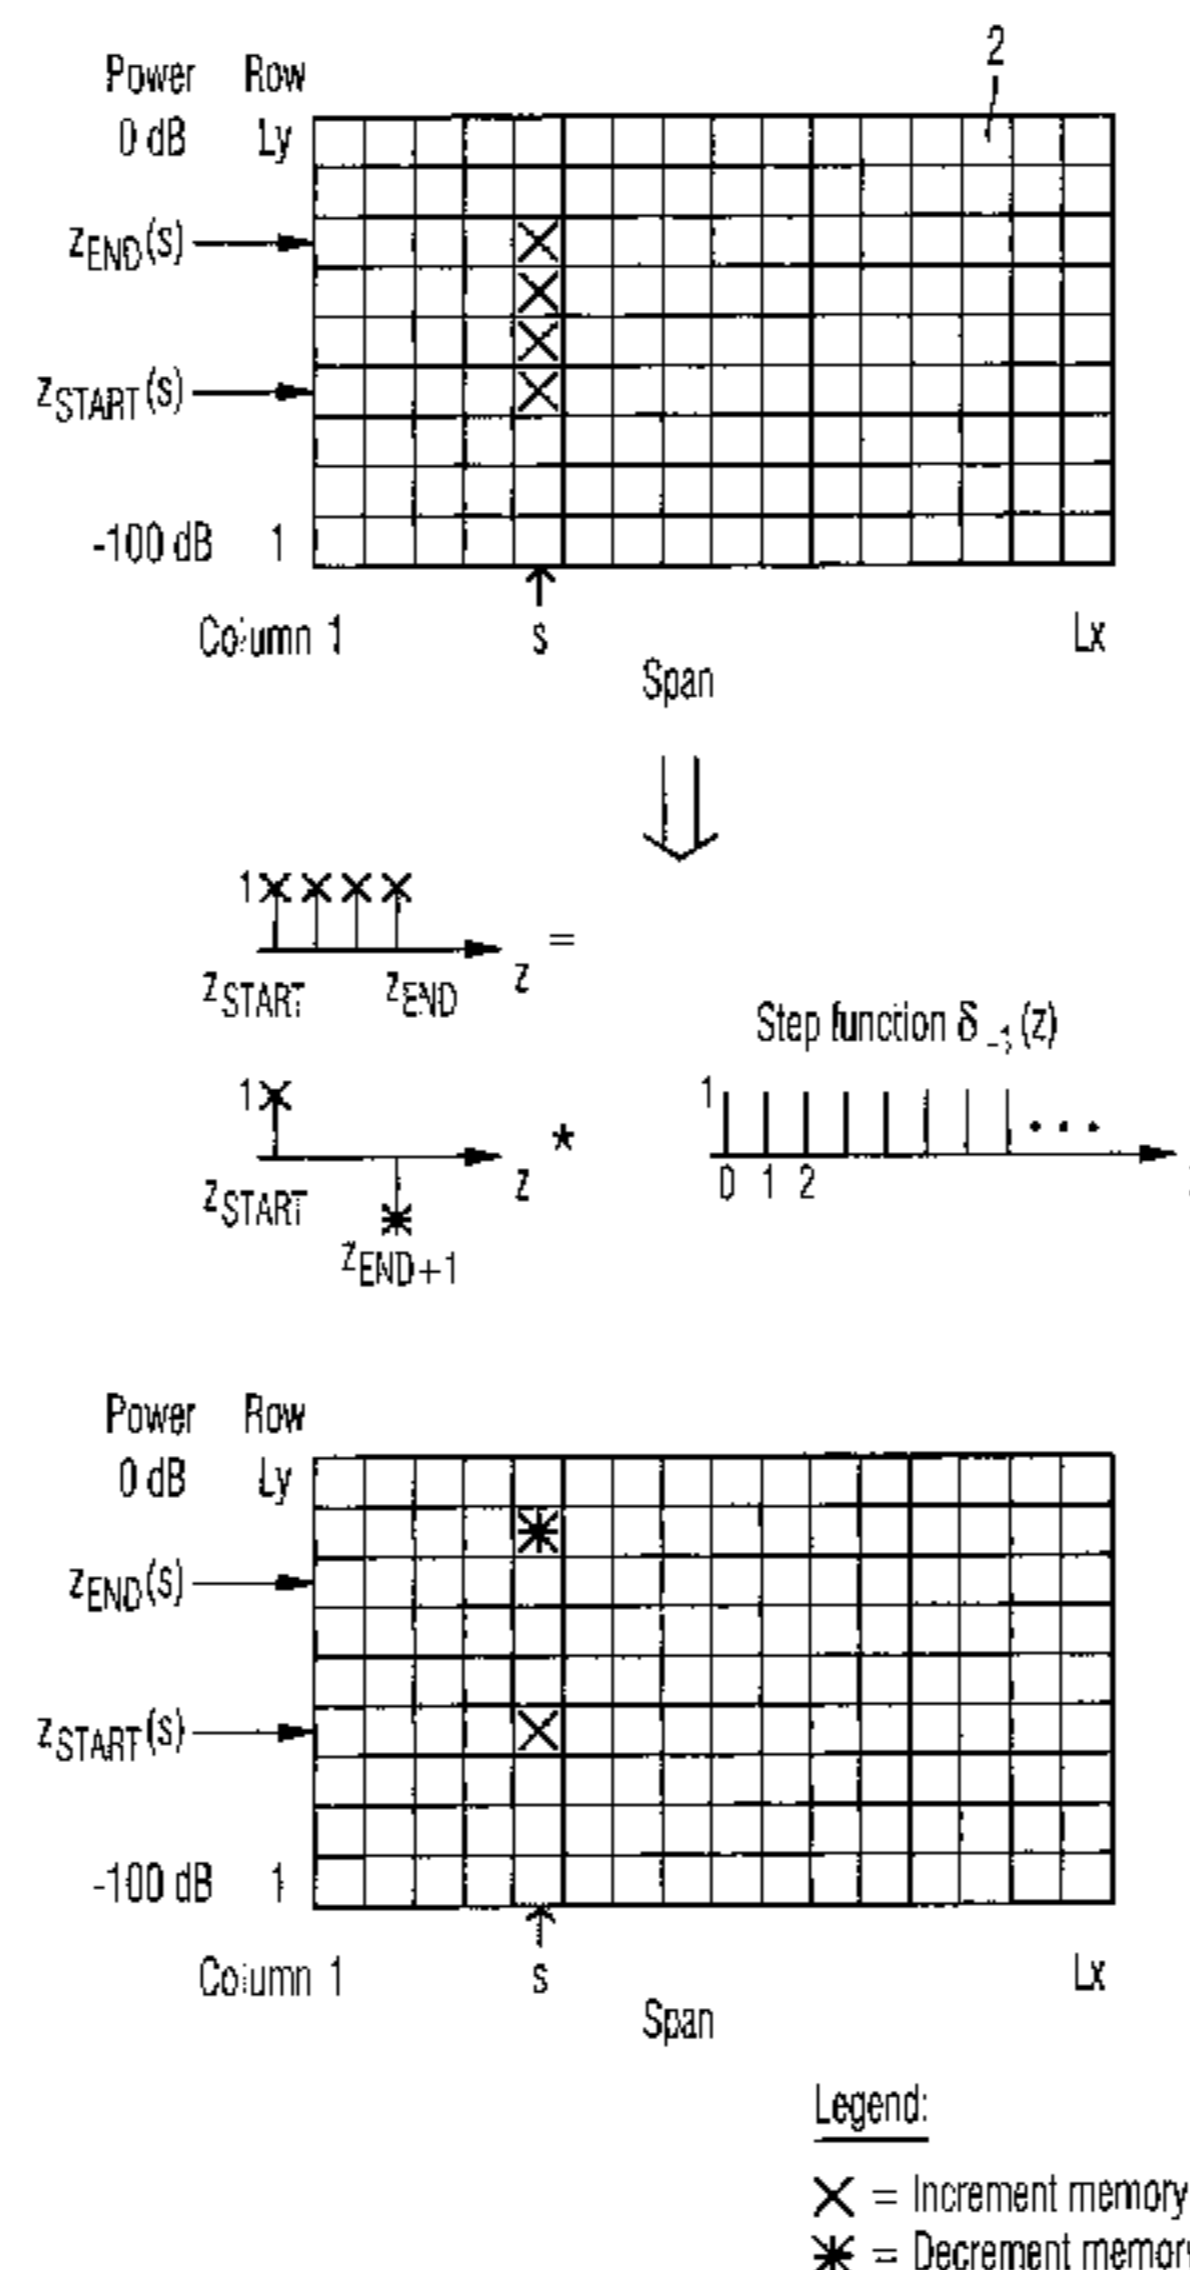 2
Power Row
0 dB Ly
zEND(s)
zSTART(s)
-100 dB 1
Column 1 s Lx
Span
1
=
zSTART zEND z
Step function δ-1(z)
1 1
*
zSTART z 0 1 2
zEND+1
Power Row
0 dB Ly
zEND(s)
zSTART(s)
-100 dB 1
Column 1 s Lx
Span
Legend:
= Increment memory
= Decrement memory